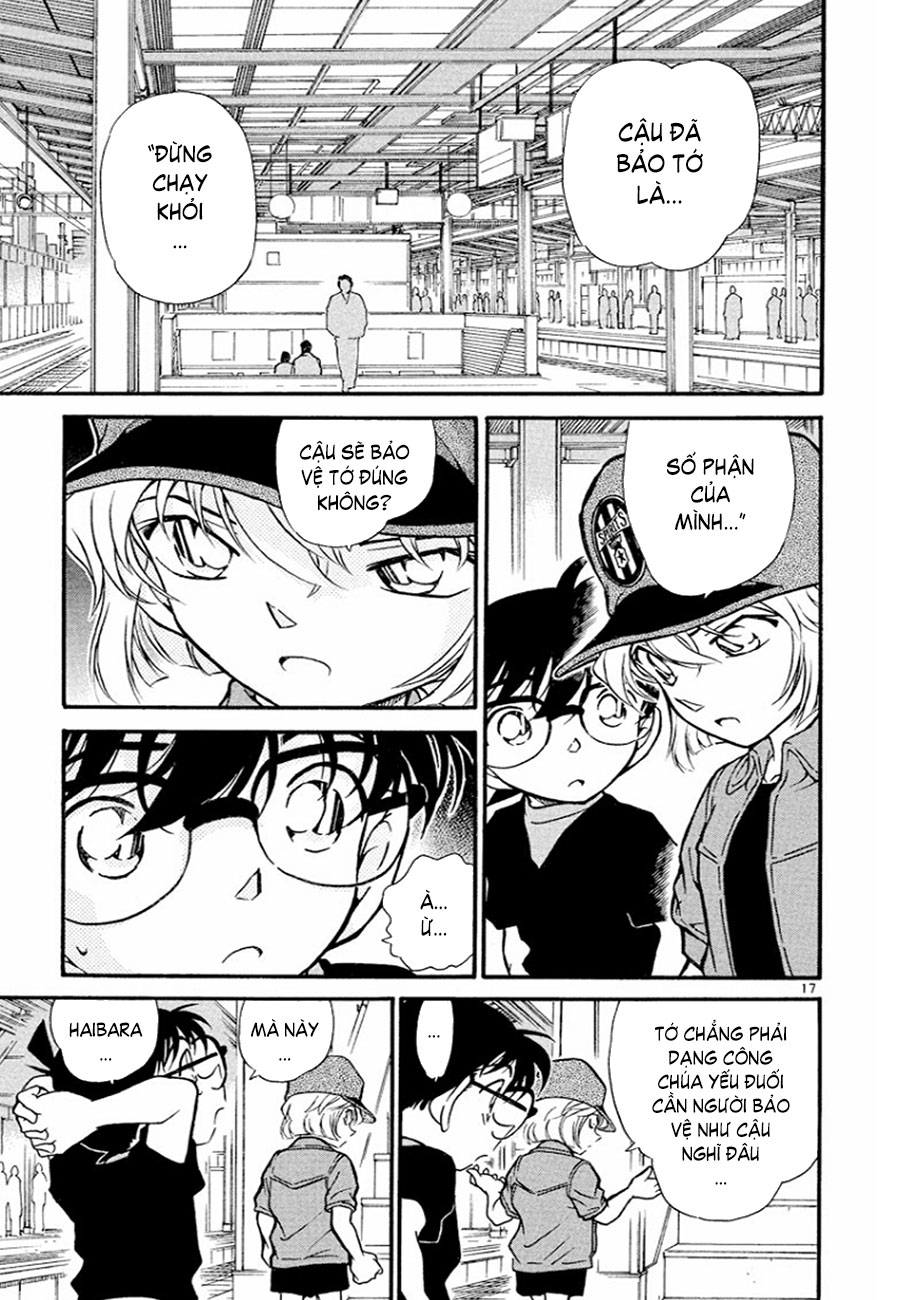 CẬU ĐÃ
BẢO TỚ
LÀ...
"ĐỪNG
CHẠY
KHỎI
...
SỐ PHẬN
CỦA
MÌNH..."
CẬU SẼ BẢO
VỆ TỚ ĐÚNG
KHÔNG?
À...
Ừ...
17
TỚ CHẲNG PHẢI
DẠNG CÔNG
CHÚA YẾU ĐUỐI
CẦN NGƯỜI BẢO
VỆ NHƯ CẬU
NGHĨ ĐÂU
...
...
MÀ NÀY
...
HAIBARA
...